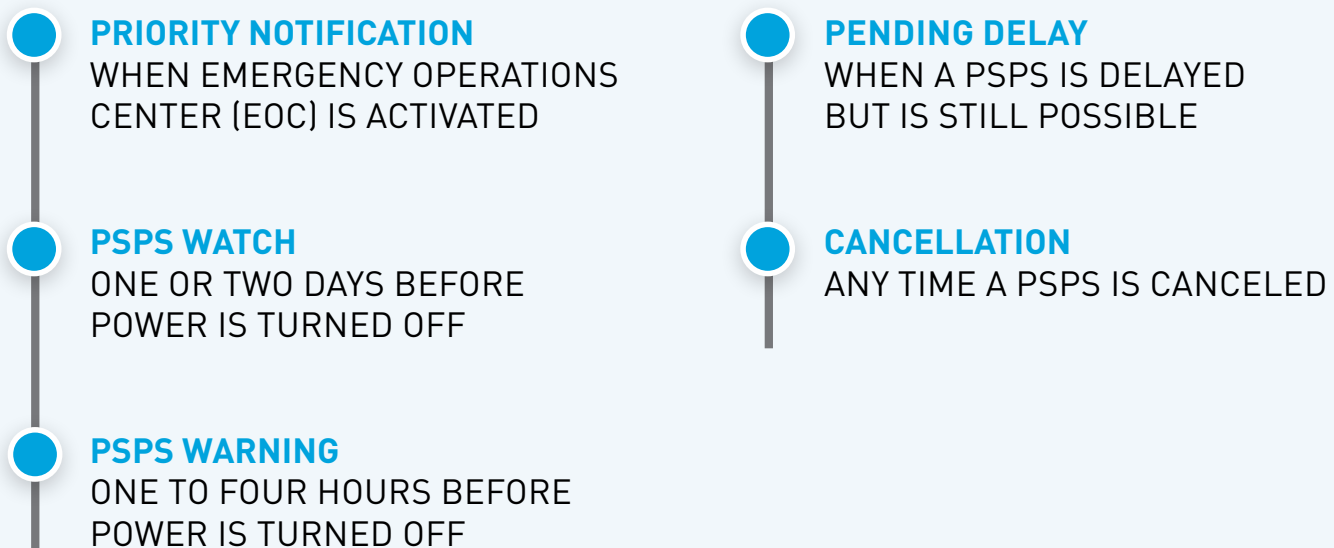 PRIORITY NOTIFICATION
WHEN EMERGENCY OPERATIONS
CENTER (EOC) IS ACTIVATED
PSPS WATCH
ONE OR TWO DAYS BEFORE
POWER IS TURNED OFF
PSPS WARNING
ONE TO FOUR HOURS BEFORE
POWER IS TURNED OFF
PENDING DELAY
WHEN A PSPS IS DELAYED
BUT IS STILL POSSIBLE
CANCELLATION
ANY TIME A PSPS IS CANCELED